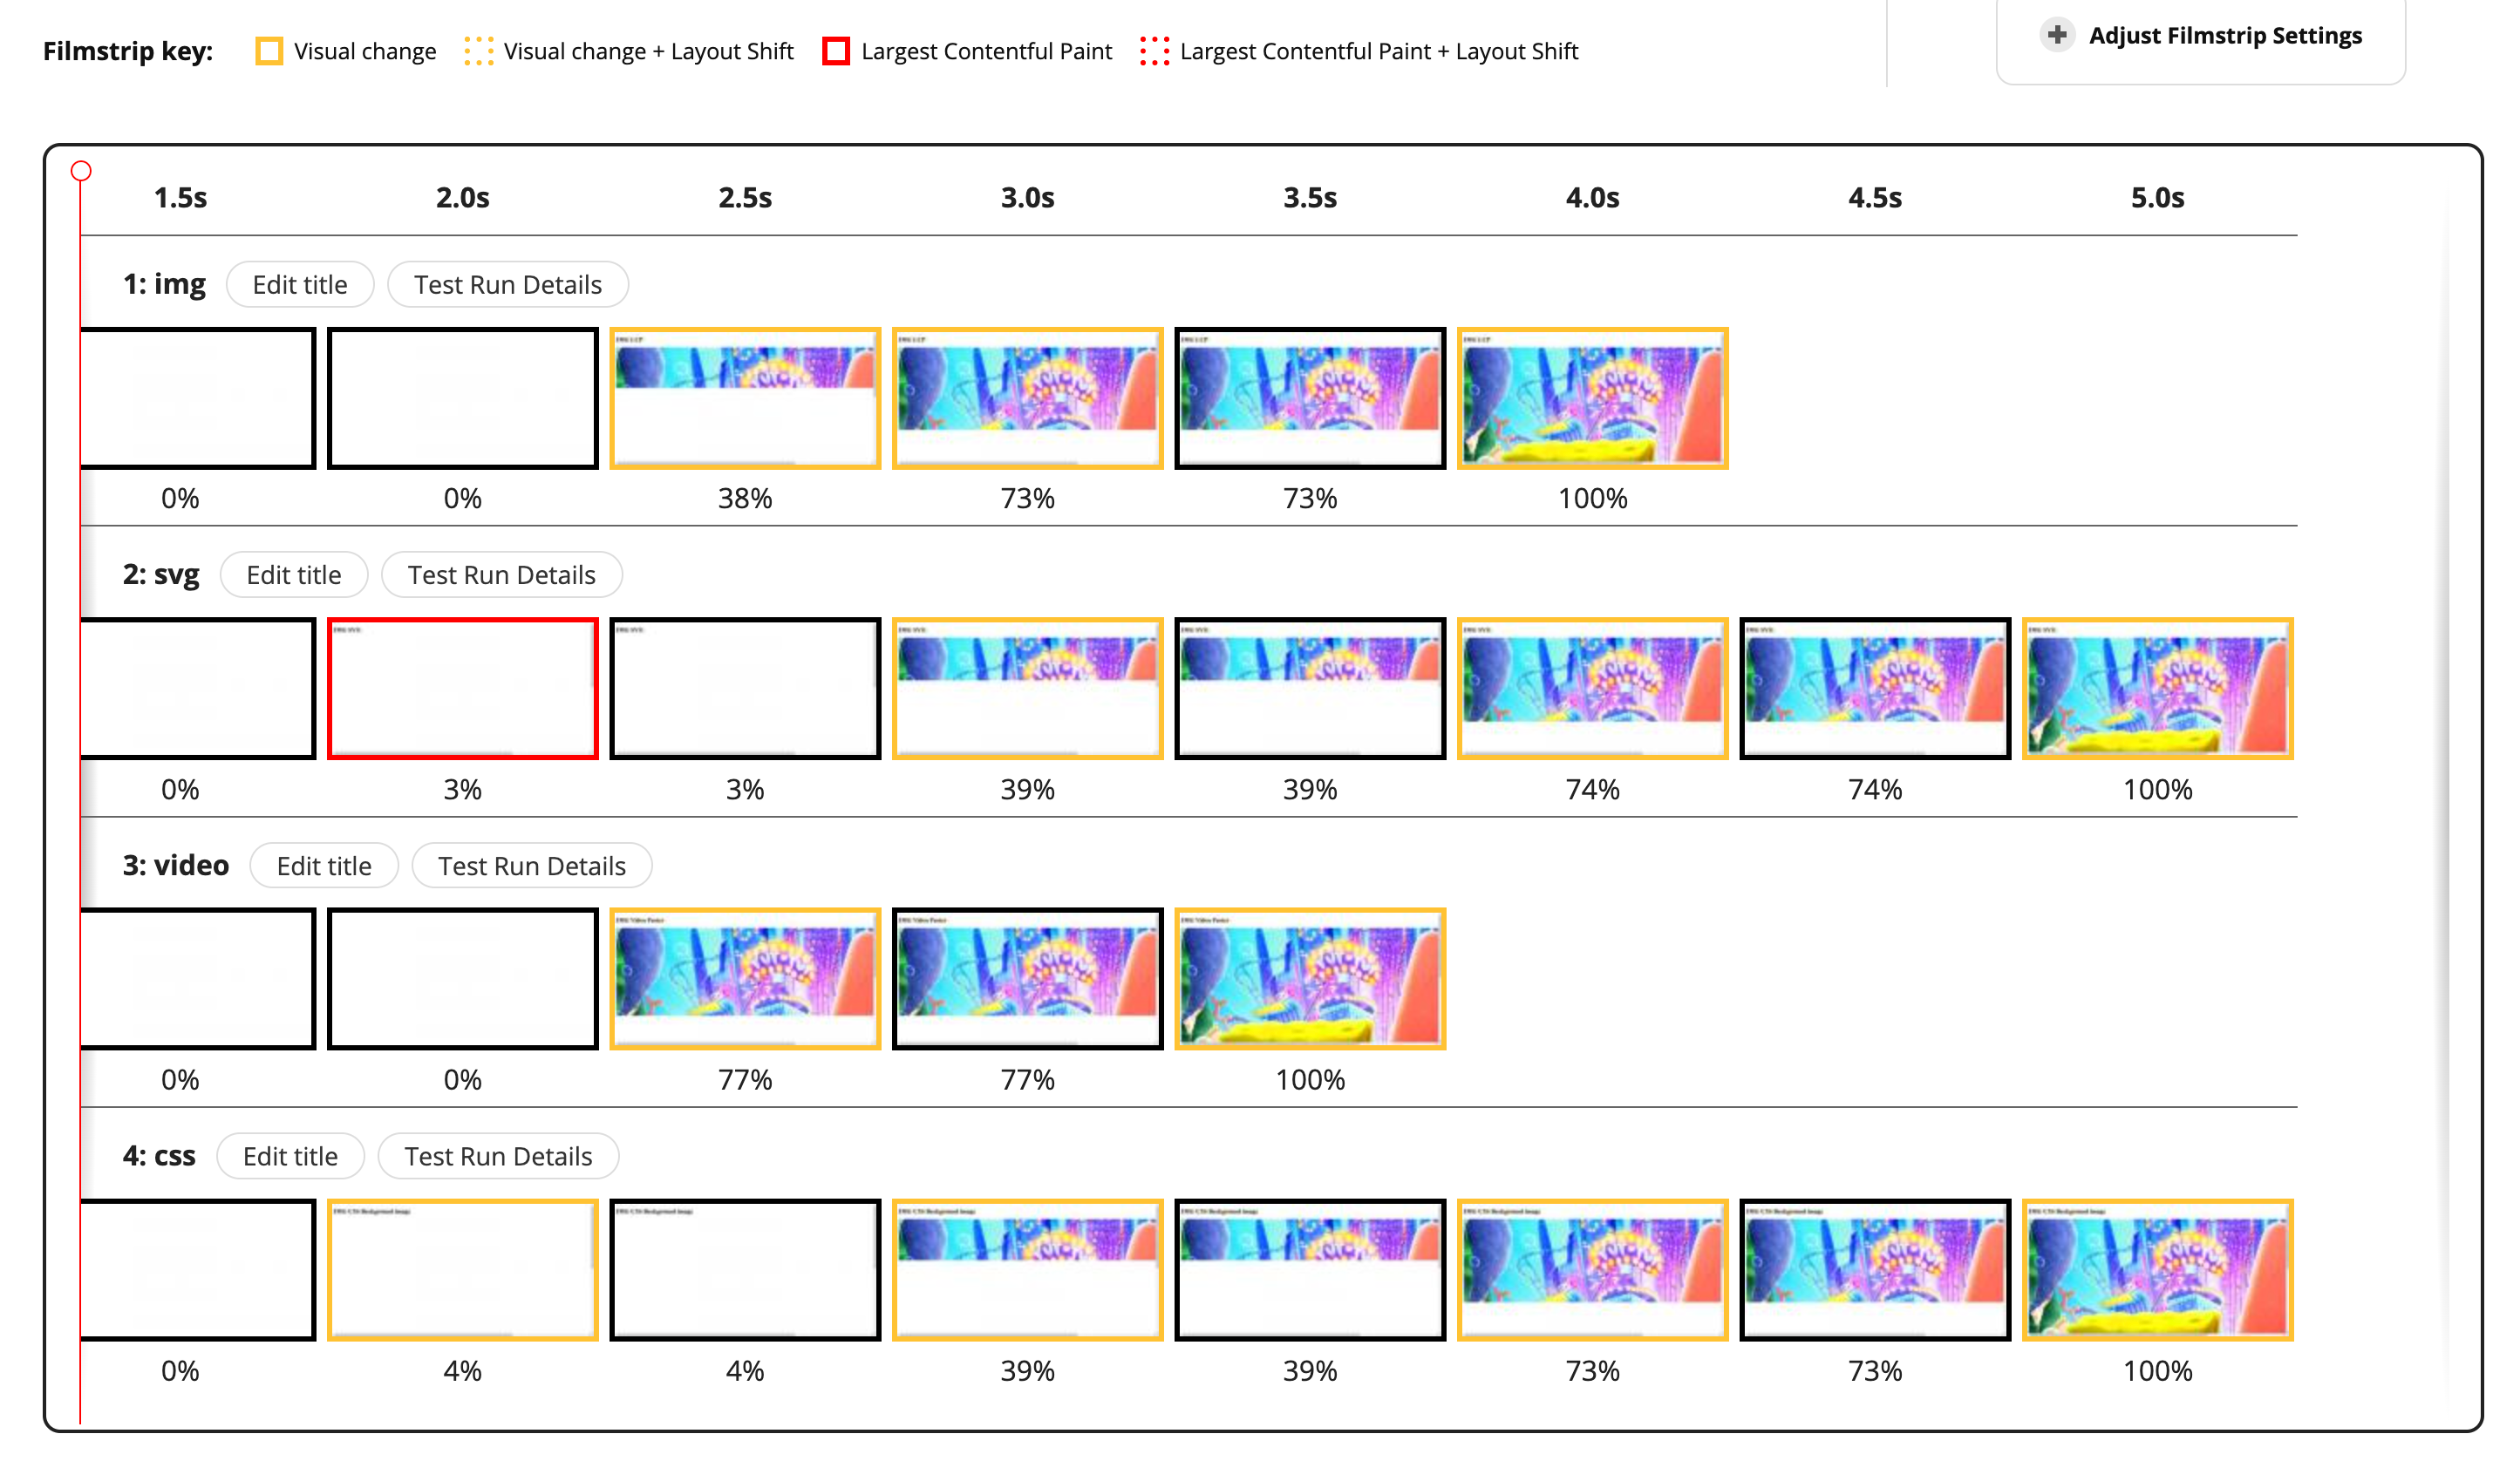 Filmstrip key: Visual change Visual change + Layout Shift Largest Contentful Paint Largest Contentful Paint + Layout Shift
Adjust Filmstrip Settings
1.5s 2.0s 2.5s 3.0s 3.5s 4.0s 4.5s 5.0s
1: img Edit title Test Run Details
0% 0% 38% 73% 73% 100%
2: svg Edit title Test Run Details
0% 3% 3% 39% 39% 74% 74% 100%
3: video Edit title Test Run Details
0% 0% 77% 77% 100%
4: css Edit title Test Run Details
0% 4% 4% 39% 39% 73% 73% 100%